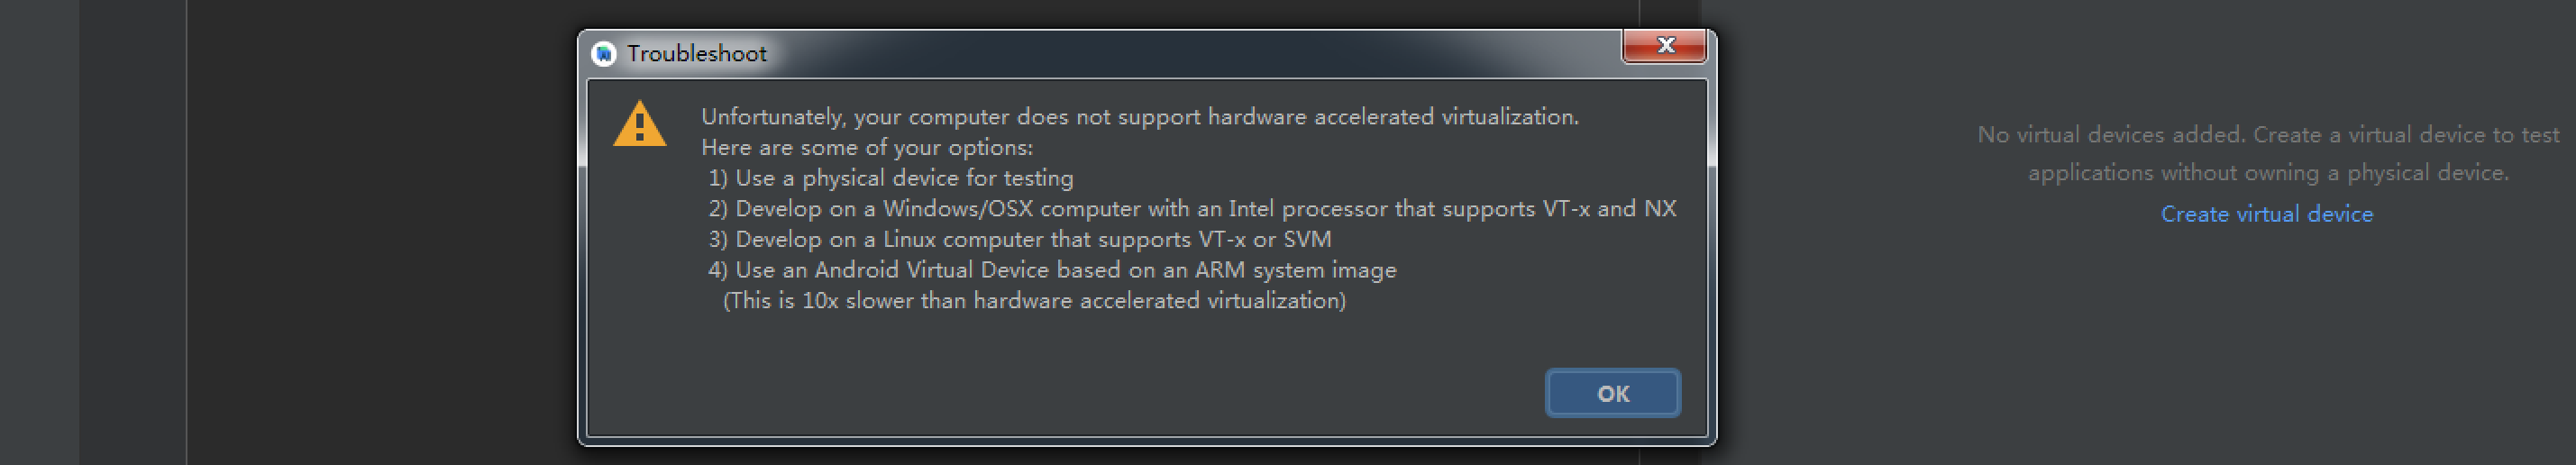 Troubleshoot
Unfortunately, your computer does not support hardware accelerated virtualization.
Here are some of your options:
1) Use a physical device for testing
2) Develop on a Windows/OSX computer with an Intel processor that supports VT-x and NX
3) Develop on a Linux computer that supports VT-x or SVM
4) Use an Android Virtual Device based on an ARM system image
(This is 10x slower than hardware accelerated virtualization)
OK
No virtual devices added. Create a virtual device to test
applications without owning a physical device.
Create virtual device